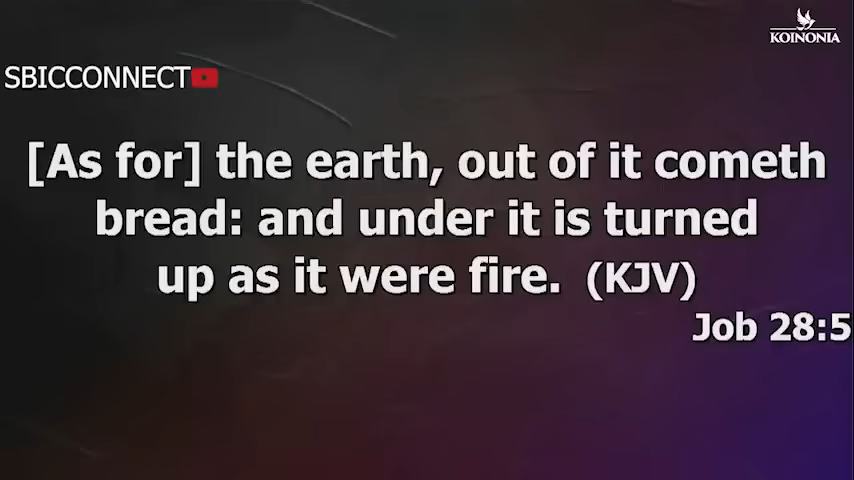 KOINONIA
SBICCONNECT
[As for] the earth, out of it cometh
bread: and under it is turned
up as it were fire. (KJV)
Job 28:5